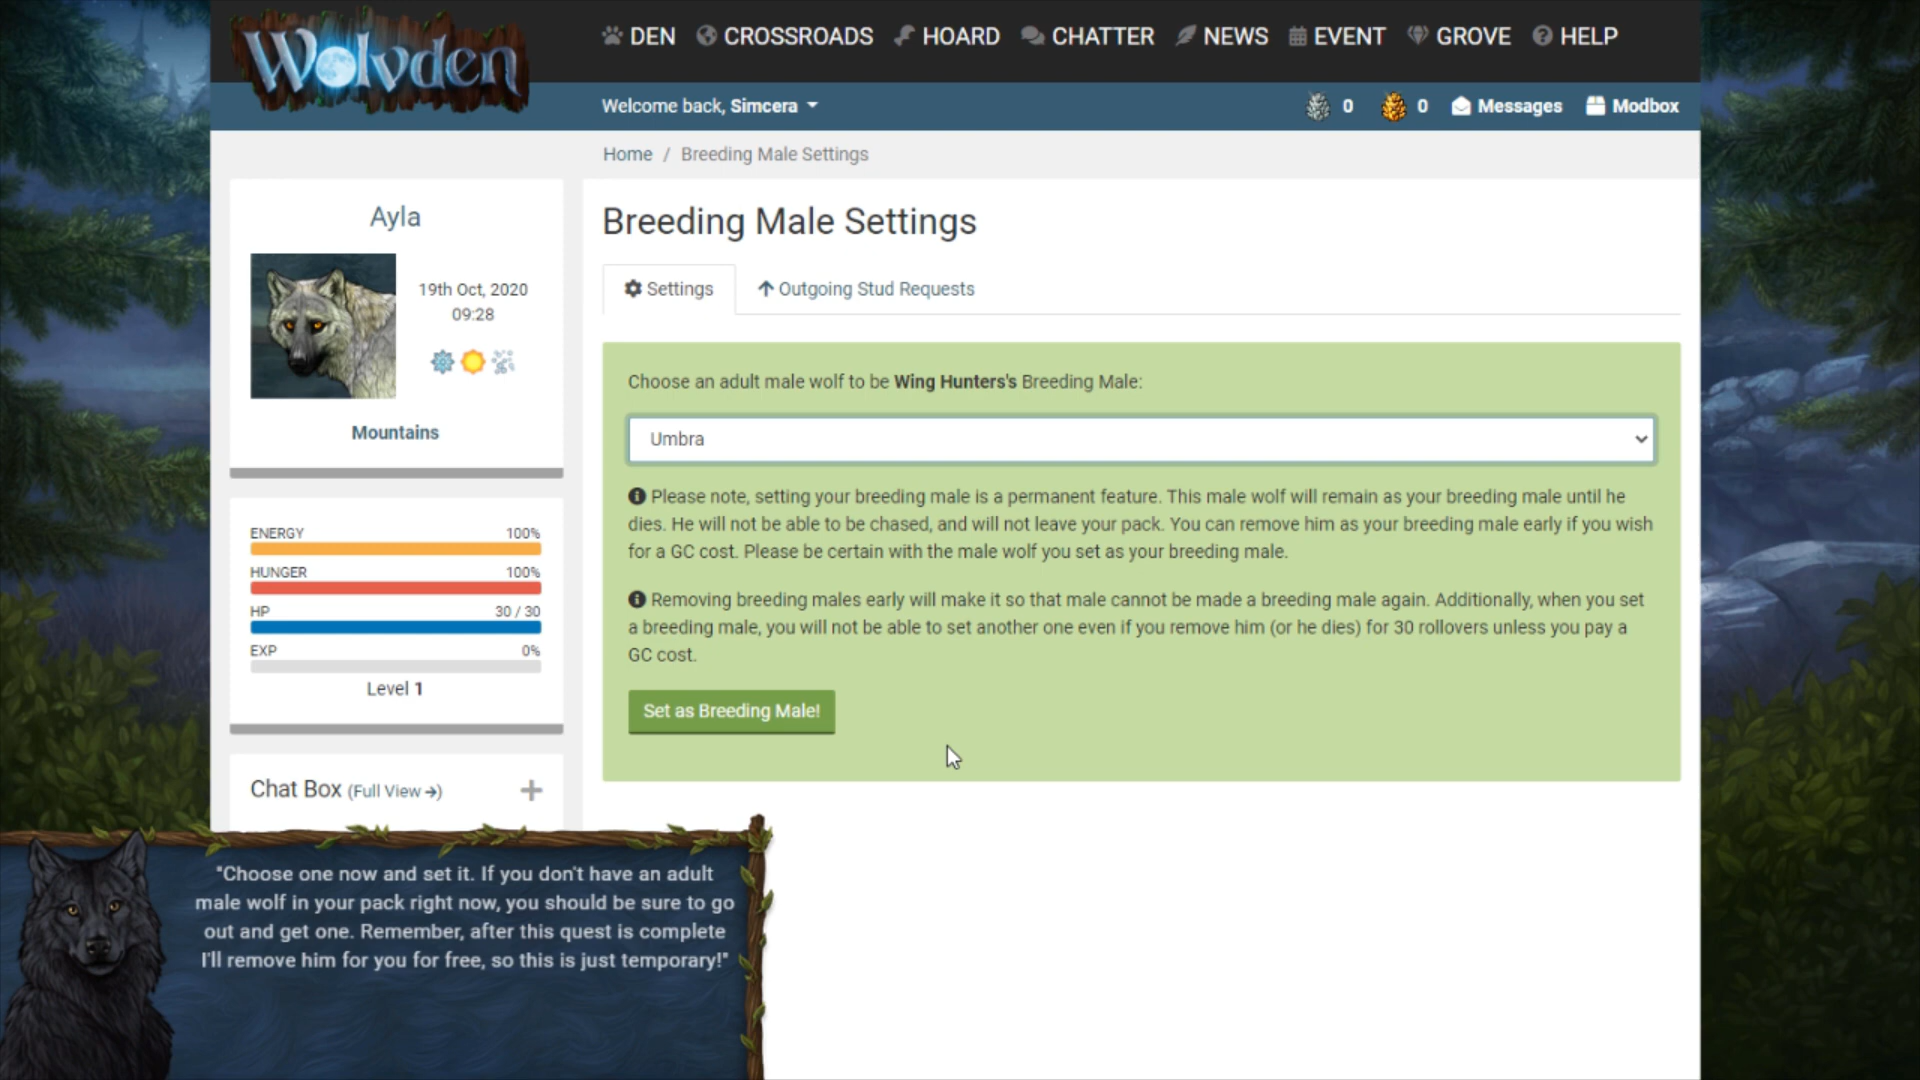 Wolvden
DEN CROSSROADS HOARD CHATTER NEWS EVENT GROVE HELP
Welcome back, Simcera 0 0 Messages Modbox
Home / Breeding Male Settings
Ayla
19th Oct, 2020
09:28
Mountains
ENERGY 100%
HUNGER 100%
HP 30 / 30
EXP 0%
Level 1
Chat Box (Full View →)
Breeding Male Settings
Settings Outgoing Stud Requests
Choose an adult male wolf to be Wing Hunters's Breeding Male:
Umbra
Please note, setting your breeding male is a permanent feature. This male wolf will remain as your breeding male until he
dies. He will not be able to be chased, and will not leave your pack. You can remove him as your breeding male early if you wish
for a GC cost. Please be certain with the male wolf you set as your breeding male.
Removing breeding males early will make it so that male cannot be made a breeding male again. Additionally, when you set
a breeding male, you will not be able to set another one even if you remove him (or he dies) for 30 rollovers unless you pay a
GC cost.
Set as Breeding Male!
"Choose one now and set it. If you don't have an adult
male wolf in your pack right now, you should be sure to go
out and get one. Remember, after this quest is complete
I'll remove him for you for free, so this is just temporary!"